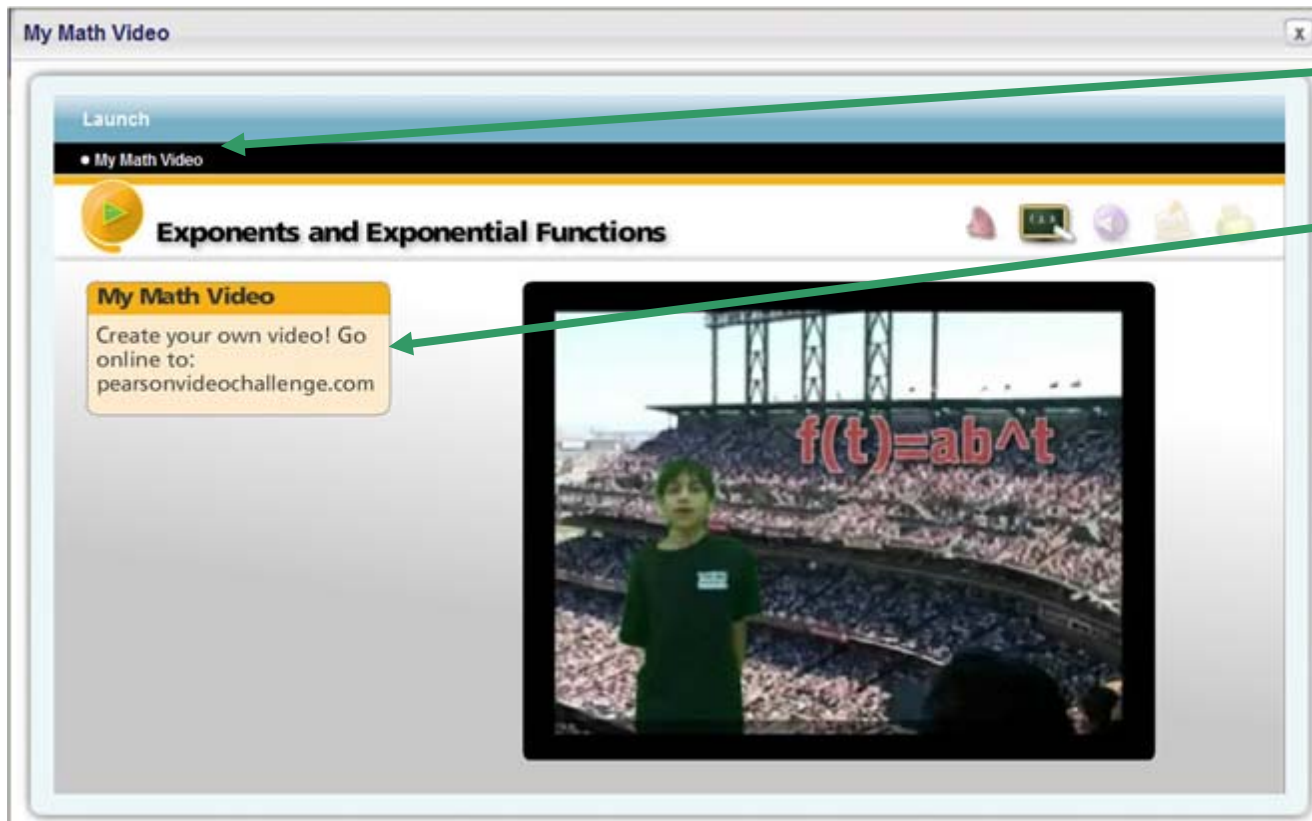 My Math Video
x
Launch
• My Math Video
Exponents and Exponential Functions
My Math Video
Create your own video! Go
online to:
pearsonvideochallenge.com
f(t)=ab^t